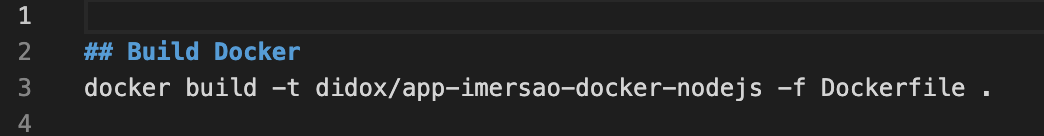 1
2 ## Build Docker
3 docker build -t didox/app-imersao-docker-nodejs -f Dockerfile .
4